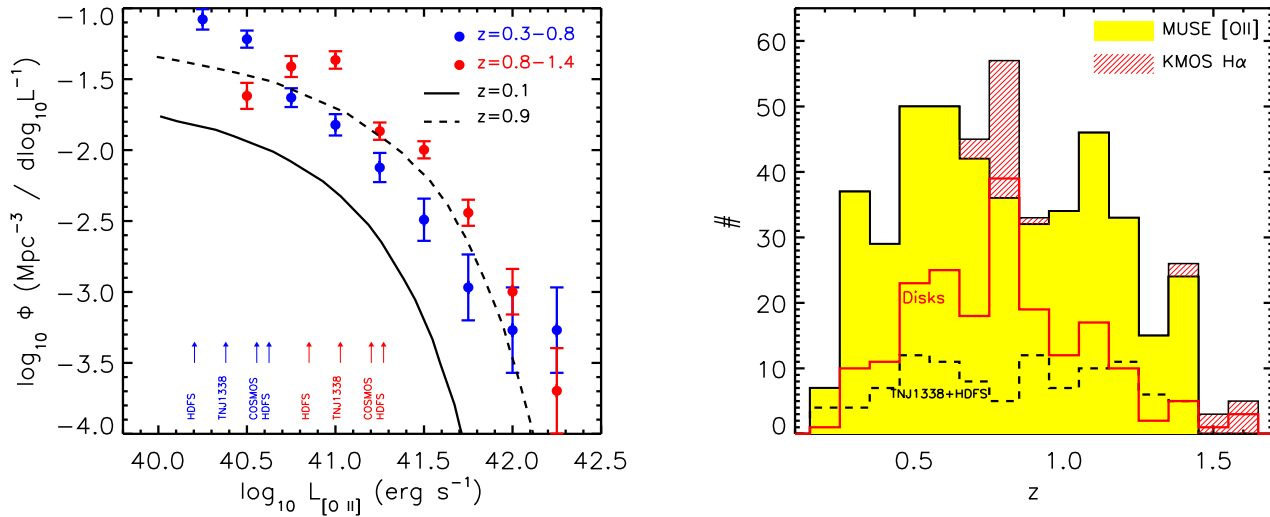 z=0.3−0.8
z=0.8−1.4
z=0.1
z=0.9
−1.0
−1.5
−2.0
−2.5
−3.0
−3.5
−4.0
log₁₀ Φ (Mpc⁻³ / dlog₁₀L⁻¹)
HDFS
TNJ1338
COSMOS
HDFS
HDFS
TNJ1338
COSMOS
HDFS
40.0 40.5 41.0 41.5 42.0 42.5
log₁₀ L[O II] (erg s⁻¹)
MUSE [OII]
KMOS Hα
60
50
40
30
20
10
0
#
Disks
TNJ1338+HDFS
0.5 1.0 1.5
z